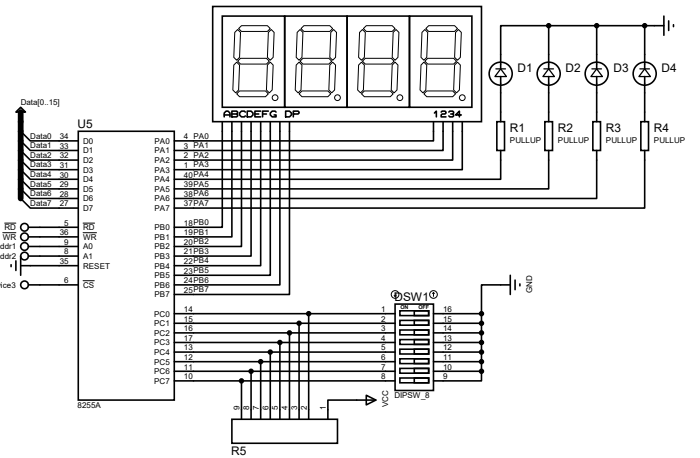 Data[0..15]
U5
ABCDEFG DP
1234
D1
D2
D3
D4
R1
PULLUP
R2
PULLUP
R3
PULLUP
R4
PULLUP
Data0 34 D0
Data1 33 D1
Data2 32 D2
Data3 31 D3
Data4 30 D4
Data5 29 D5
Data6 28 D6
Data7 27 D7
RD 5 RD
WR 36 WR
ddr1 9 A0
ddr2 8 A1
35 RESET
vice3 6 CS
PA0 4 PA0
PA1 3 PA1
PA2 2 PA2
PA3 1 PA3
PA4 40 PA4
PA5 39 PA5
PA6 38 PA6
PA7 37 PA7
PB0 18 PB0
PB1 19 PB1
PB2 20 PB2
PB3 21 PB3
PB4 22 PB4
PB5 23 PB5
PB6 24 PB6
PB7 25 PB7
PC0 14
PC1 15
PC2 16
PC3 17
PC4 13
PC5 12
PC6 11
PC7 10
8255A
DSW1
ON OFF
1 16
2 15
3 14
4 13
5 12
6 11
7 10
8 9
DIPSW_8
GND
VCC
9 8 7 6 5 4 3 2 1
R5